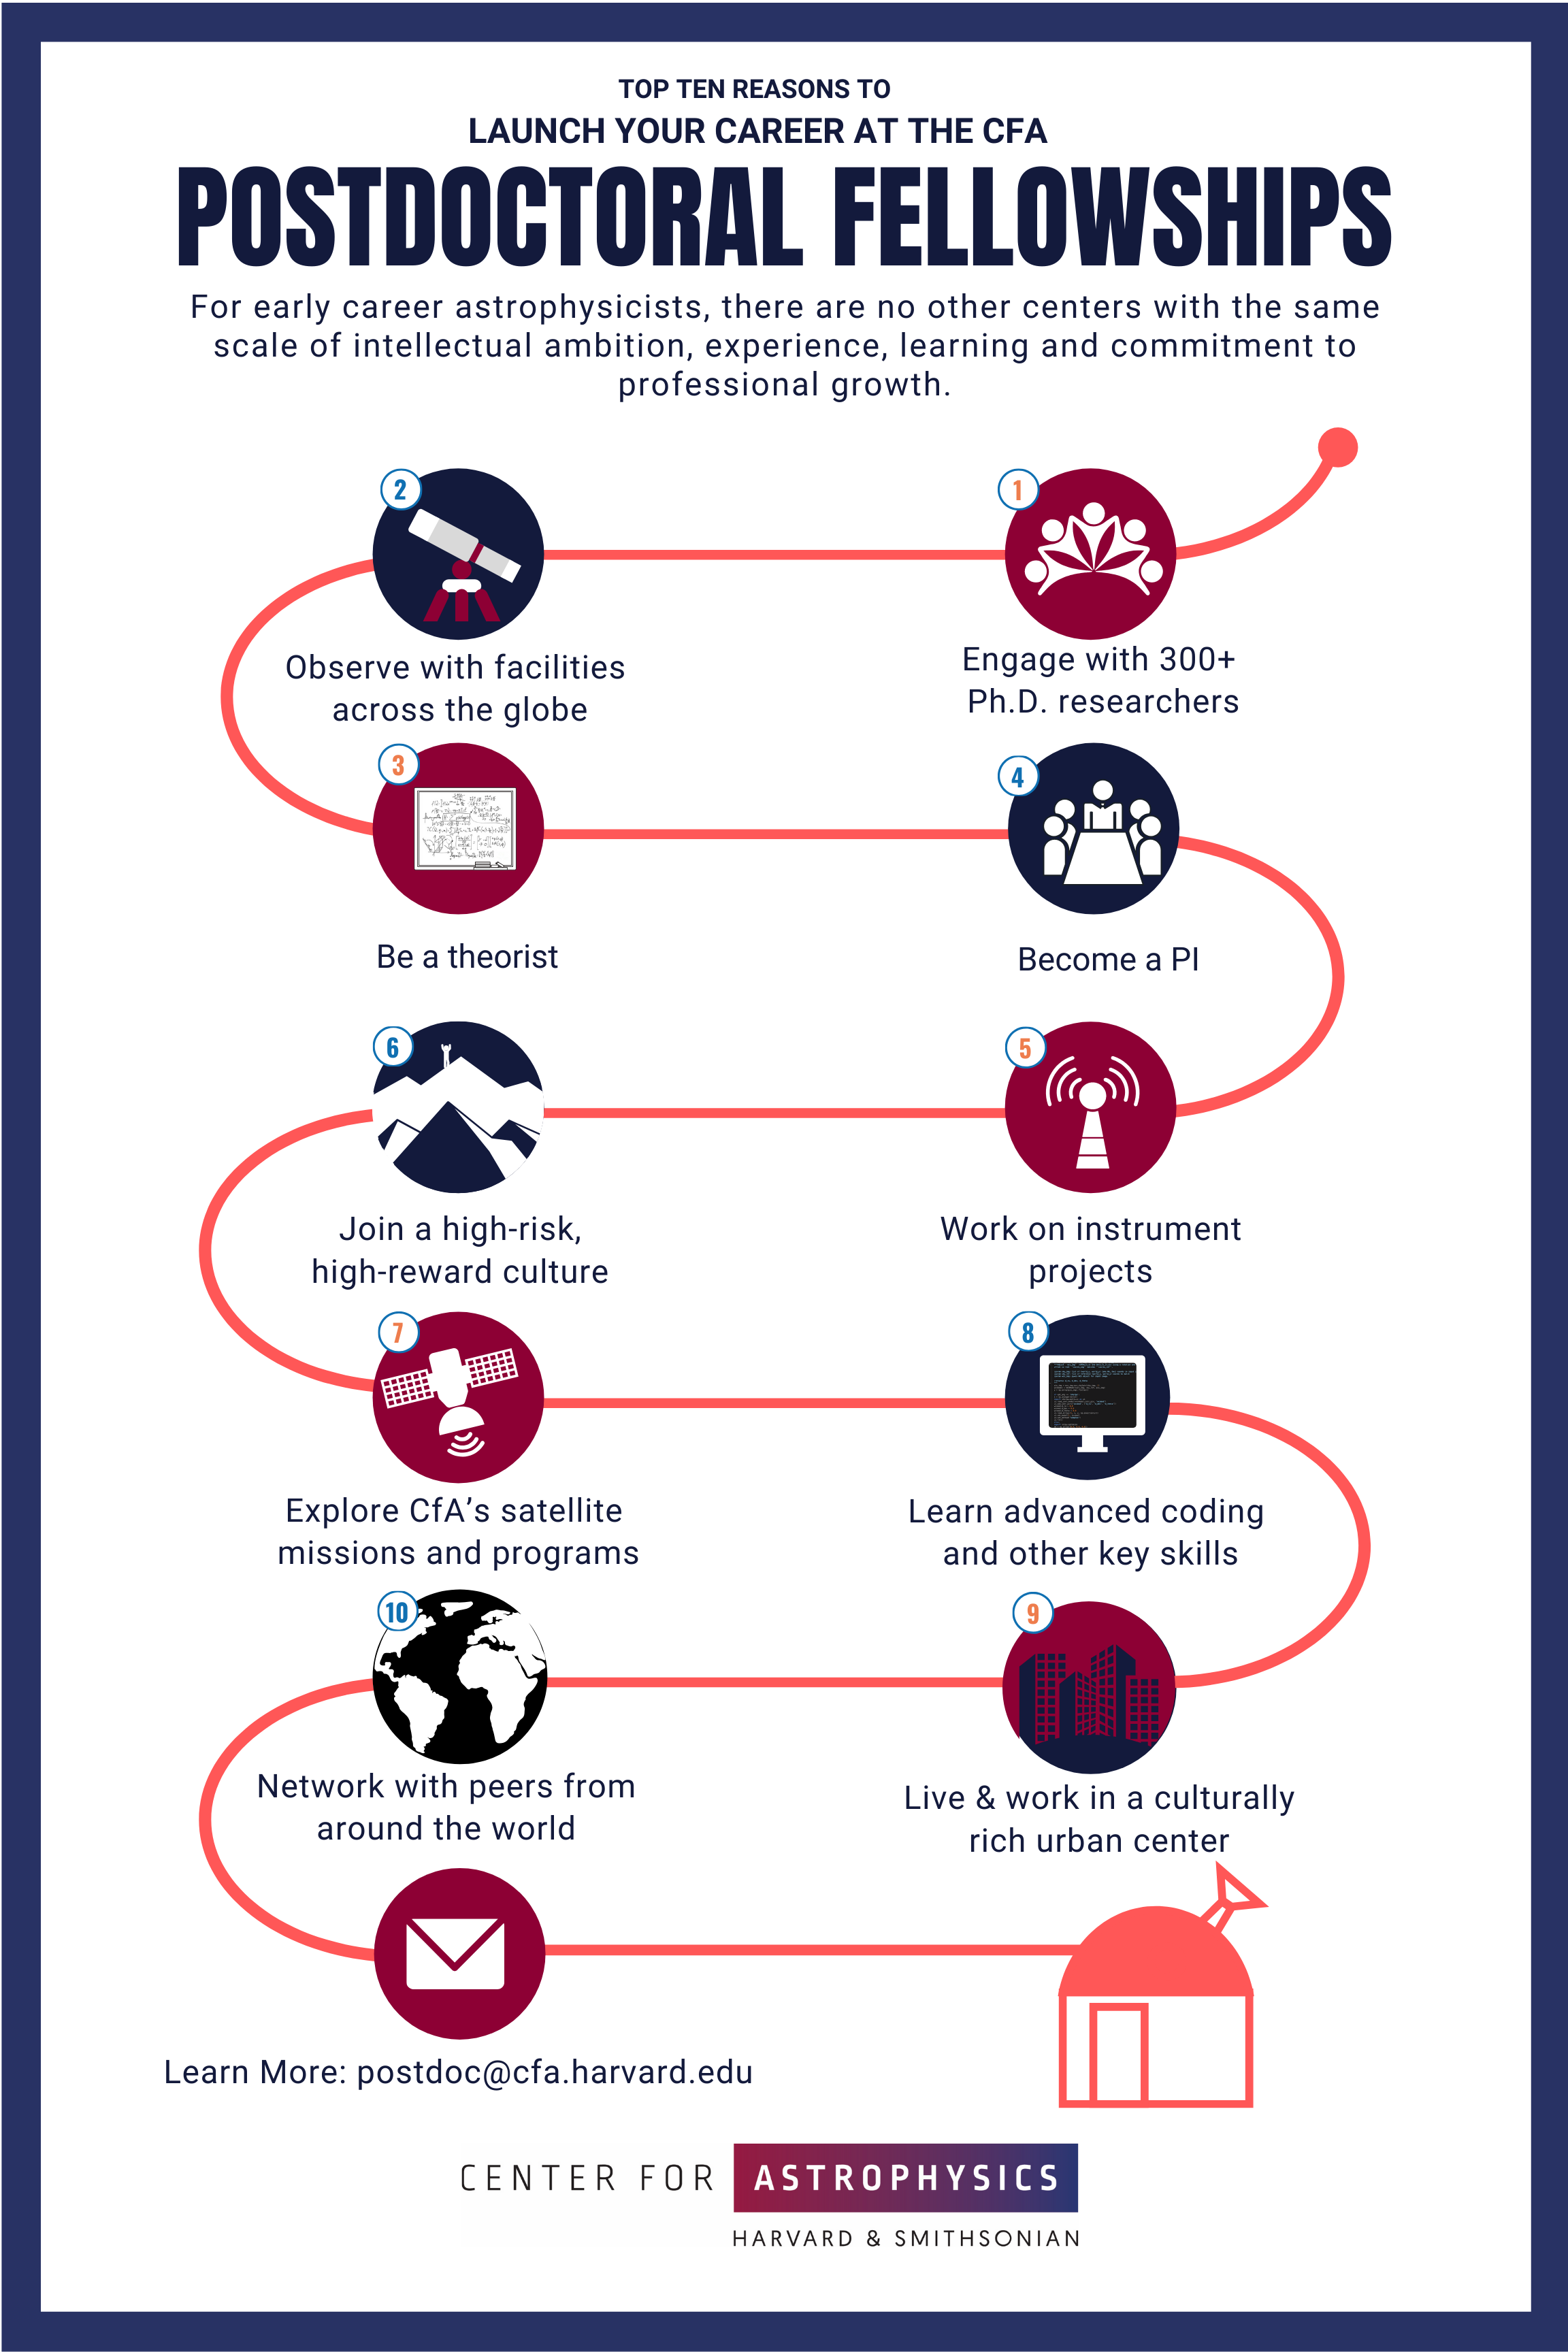 TOP TEN REASONS TO
LAUNCH YOUR CAREER AT THE CFA
POSTDOCTORAL FELLOWSHIPS
For early career astrophysicists, there are no other centers with the same
scale of intellectual ambition, experience, learning and commitment to
professional growth.
1
Engage with 300+
Ph.D. researchers
2
Observe with facilities
across the globe
3
Be a theorist
4
Become a PI
5
Work on instrument
projects
6
Join a high-risk,
high-reward culture
7
Explore CfA’s satellite
missions and programs
8
Learn advanced coding
and other key skills
9
Live & work in a culturally
rich urban center
10
Network with peers from
around the world
Learn More: postdoc@cfa.harvard.edu
CENTER FOR ASTROPHYSICS
HARVARD & SMITHSONIAN